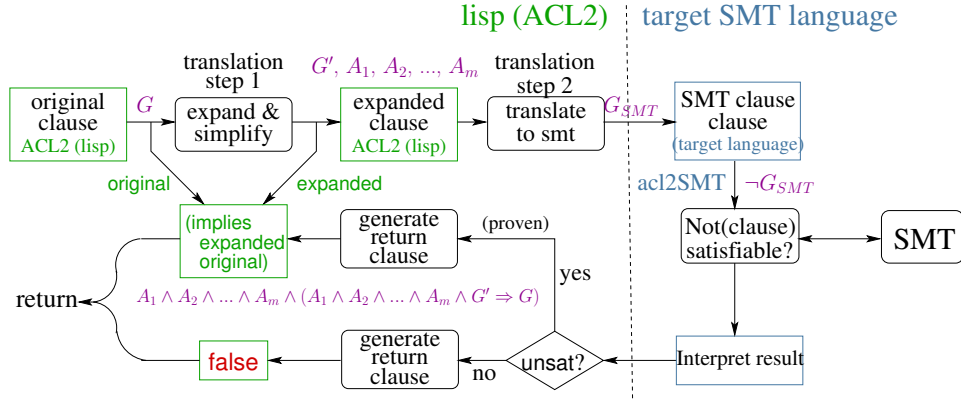 lisp (ACL2)
target SMT language
original
clause
ACL2 (lisp)
G
translation
step 1
expand &
simplify
G′, A₁, A₂, ..., Aₘ
expanded
clause
ACL2 (lisp)
translation
step 2
translate
to smt
G_SMT
SMT clause
clause
(target language)
original
expanded
acl2SMT
¬G_SMT
(implies
expanded
original)
generate
return
clause
(proven)
Not(clause)
satisfiable?
SMT
yes
return
A₁ ∧ A₂ ∧ ... ∧ Aₘ ∧ (A₁ ∧ A₂ ∧ ... ∧ Aₘ ∧ G′ ⇒ G)
false
generate
return
clause
no
unsat?
Interpret result